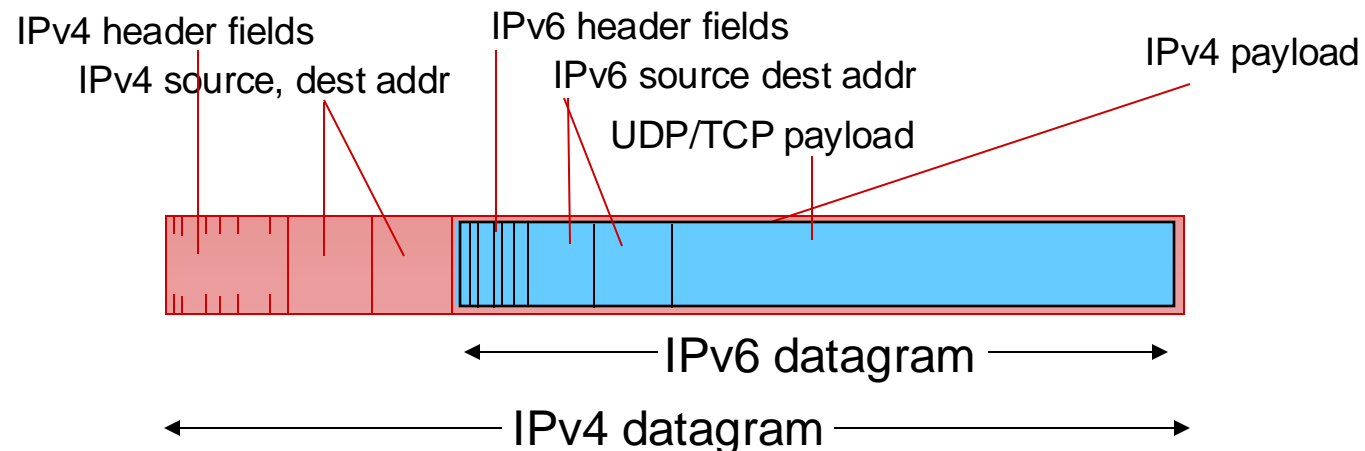 IPv4 header fields
IPv6 header fields
IPv4 payload
IPv4 source, dest addr
IPv6 source dest addr
UDP/TCP payload
IPv6 datagram
IPv4 datagram